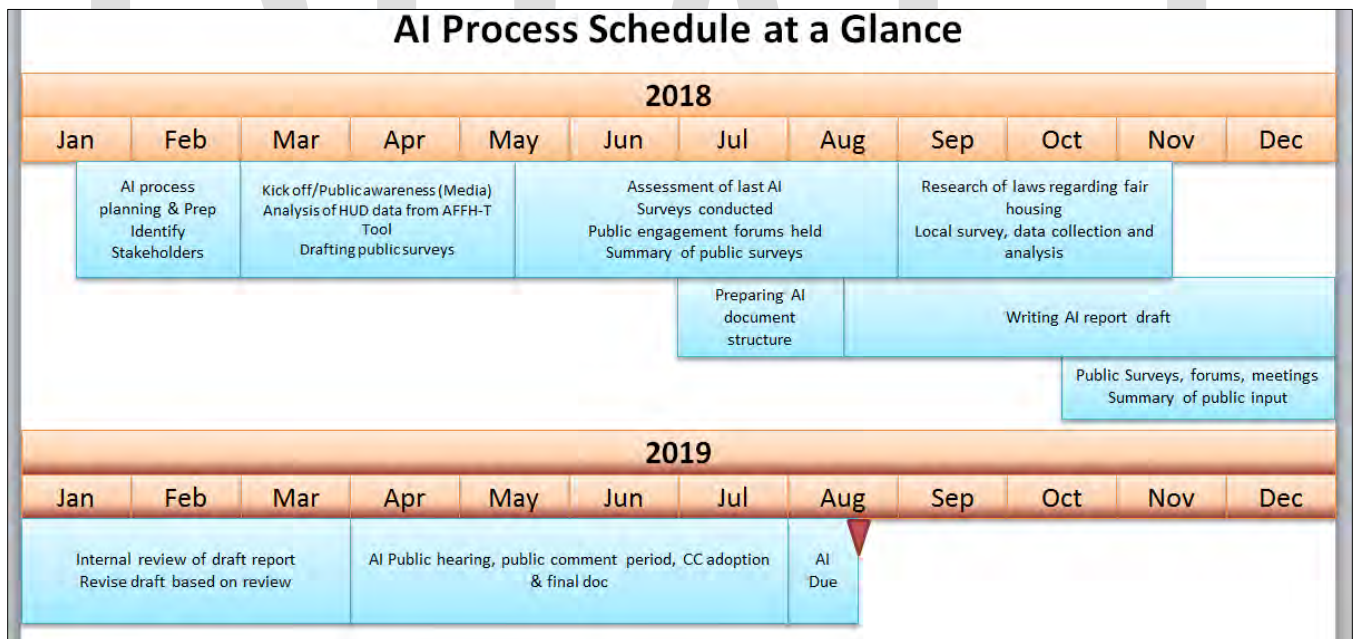 AI Process Schedule at a Glance
2018
Jan Feb Mar Apr May Jun Jul Aug Sep Oct Nov Dec
AI process
planning & Prep
Identify
Stakeholders
Kick off/Public awareness (Media)
Analysis of HUD data from AFFH-T
Tool
Drafting public surveys
Assessment of last AI
Surveys conducted
Public engagement forums held
Summary of public surveys
Research of laws regarding fair
housing
Local survey, data collection and
analysis
Preparing AI
document
structure
Writing AI report draft
Public Surveys, forums, meetings
Summary of public input
2019
Jan Feb Mar Apr May Jun Jul Aug Sep Oct Nov Dec
Internal review of draft report
Revise draft based on review
AI Public hearing, public comment period, CC adoption
& final doc
AI
Due